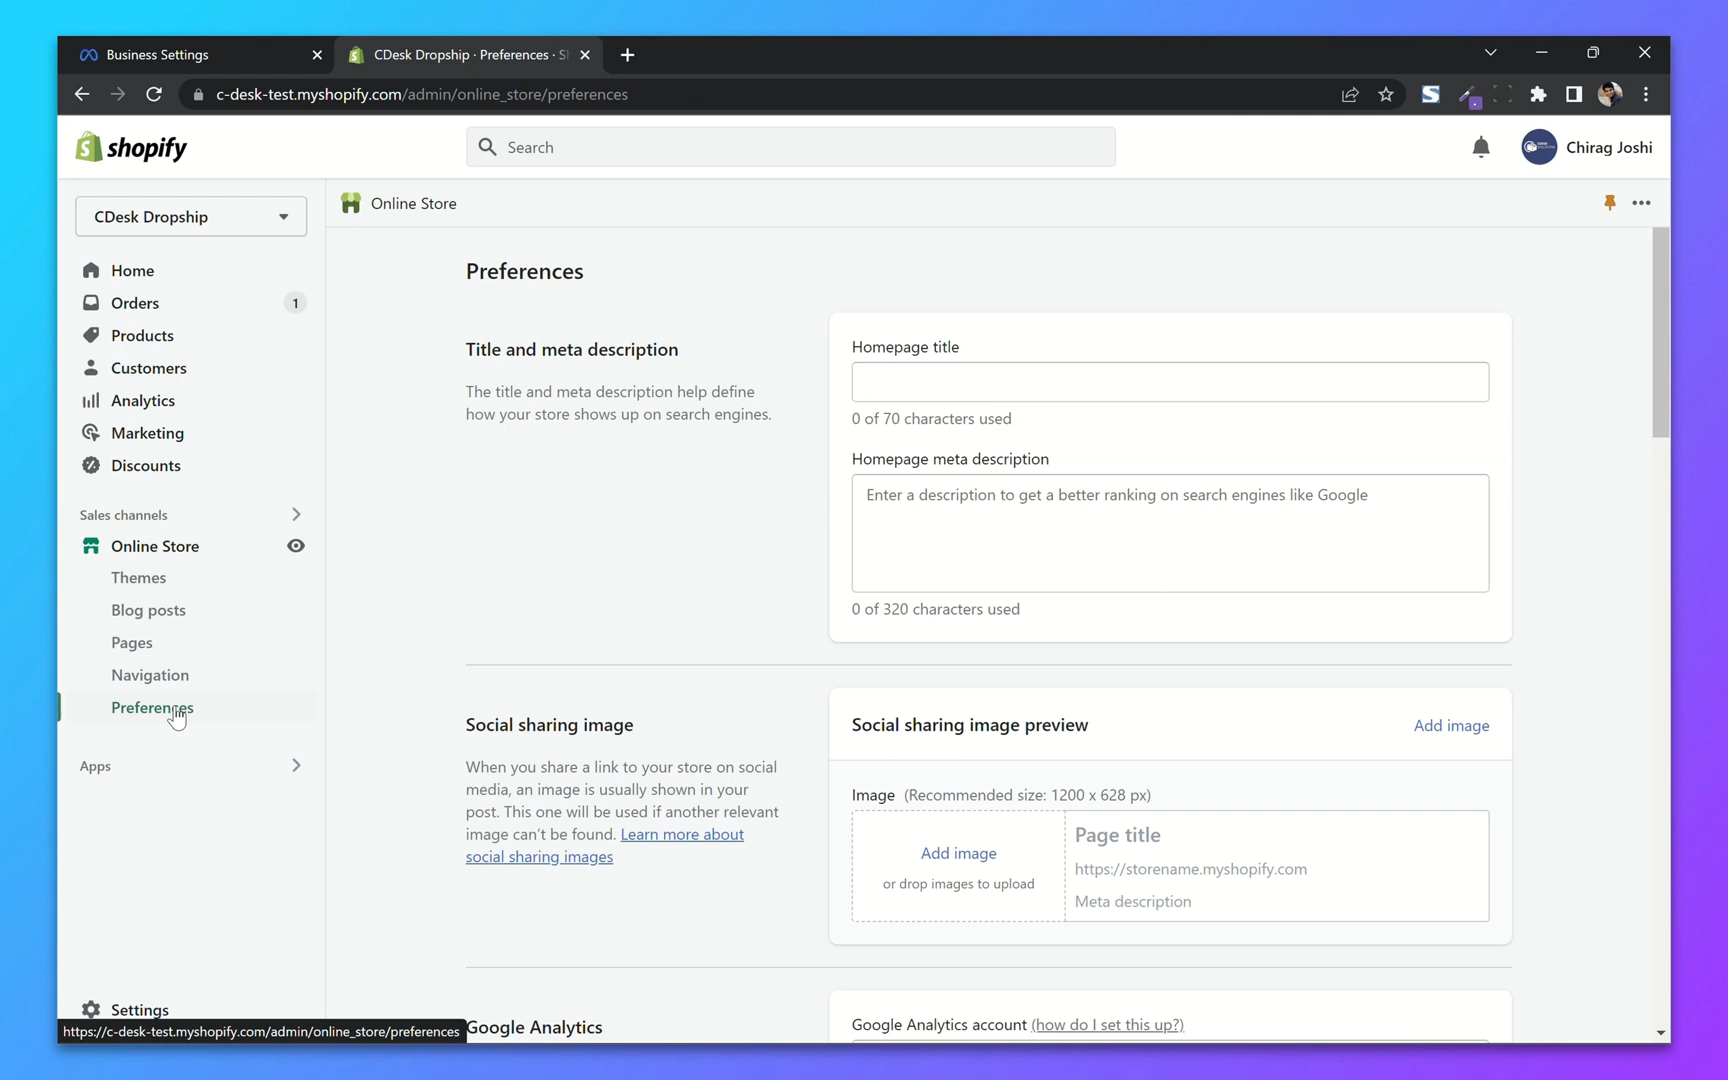 Business Settings
CDesk Dropship · Preferences · S
c-desk-test.myshopify.com/admin/online_store/preferences
shopify
Search
Chirag Joshi
CDesk Dropship
Online Store
Home
Orders 1
Products
Customers
Analytics
Marketing
Discounts
Sales channels
Online Store
Themes
Blog posts
Pages
Navigation
Preferences
Apps
Settings
https://c-desk-test.myshopify.com/admin/online_store/preferences
Preferences
Title and meta description
The title and meta description help define
how your store shows up on search engines.
Homepage title
0 of 70 characters used
Homepage meta description
Enter a description to get a better ranking on search engines like Google
0 of 320 characters used
Social sharing image
When you share a link to your store on social
media, an image is usually shown in your
post. This one will be used if another relevant
image can't be found. Learn more about
social sharing images
Social sharing image preview
Add image
Image (Recommended size: 1200 x 628 px)
Add image
or drop images to upload
Page title
https://storename.myshopify.com
Meta description
Google Analytics
Google Analytics account (how do I set this up?)